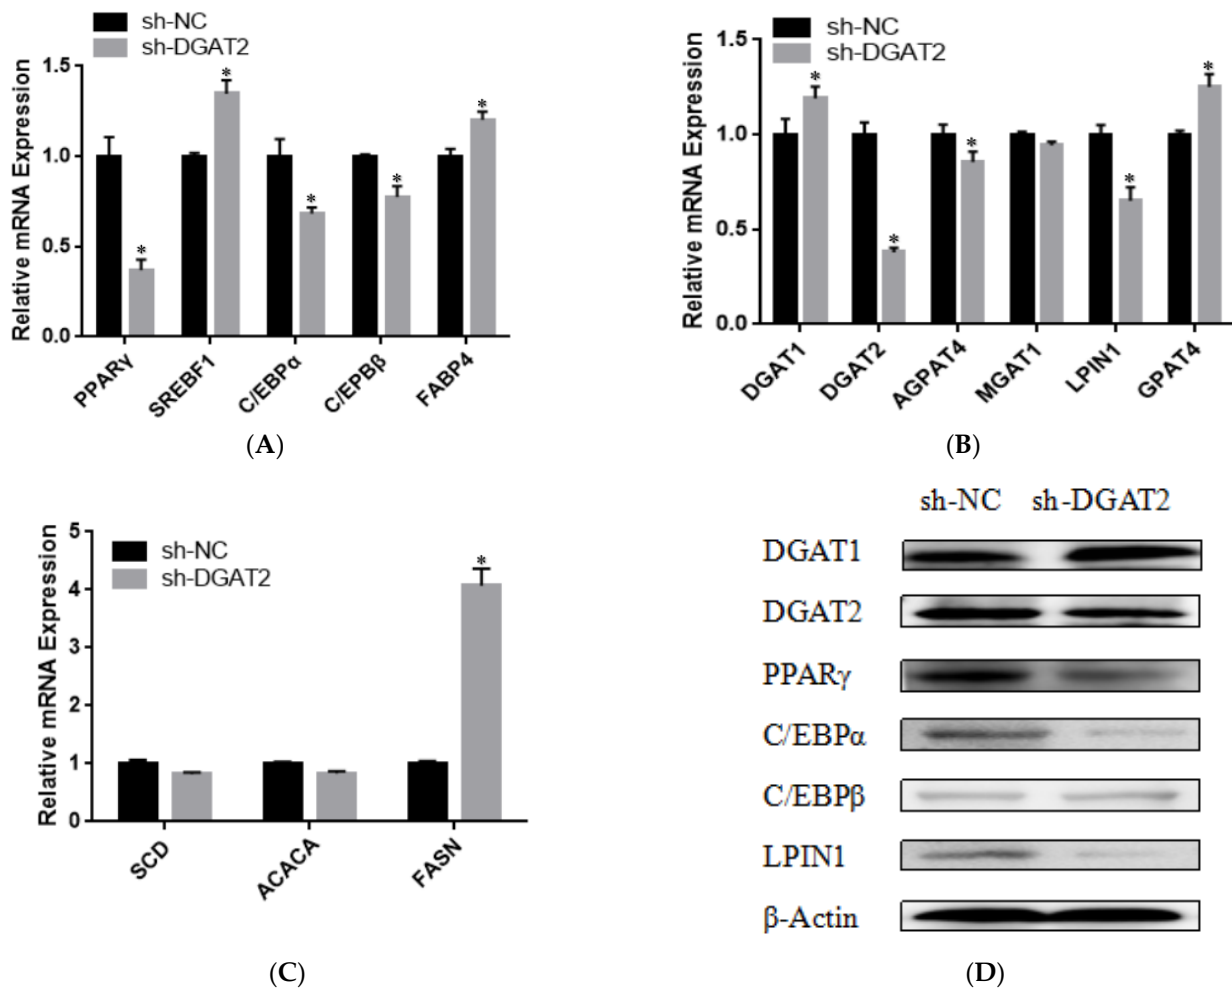 sh-NC
sh-DGAT2
Relative mRNA Expression
1.5
1.0
0.5
0.0
* * * * *
PPARγ SREBF1 C/EBPα C/EPBβ FABP4
(A)
sh-NC
sh-DGAT2
Relative mRNA Expression
1.5
1.0
0.5
0.0
* * * * *
DGAT1 DGAT2 AGPAT4 MGAT1 LPIN1 GPAT4
(B)
sh-NC
sh-DGAT2
Relative mRNA Expression
5
4
3
2
1
0
*
SCD ACACA FASN
(C)
sh-NC sh-DGAT2
DGAT1
DGAT2
PPARγ
C/EBPα
C/EBPβ
LPIN1
β-Actin
(D)